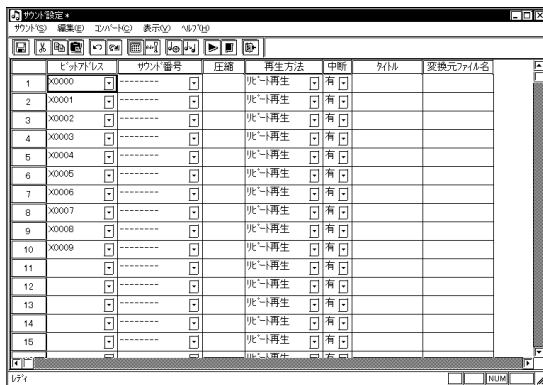 サウンド設定 *
サウンド(S) 編集(E) コンバート(C) 表示(V) ヘルプ(H)
ビットアドレス サウンド番号 圧縮 再生方法 中断 タイトル 変換元ファイル名
1 X0000 -------- リピート再生 有
2 X0001 -------- リピート再生 有
3 X0002 -------- リピート再生 有
4 X0003 -------- リピート再生 有
5 X0004 -------- リピート再生 有
6 X0005 -------- リピート再生 有
7 X0006 -------- リピート再生 有
8 X0007 -------- リピート再生 有
9 X0008 -------- リピート再生 有
10 X0009 -------- リピート再生 有
11 -------- リピート再生 有
12 -------- リピート再生 有
13 -------- リピート再生 有
14 -------- リピート再生 有
15 -------- リピート再生 有
レディ NUM